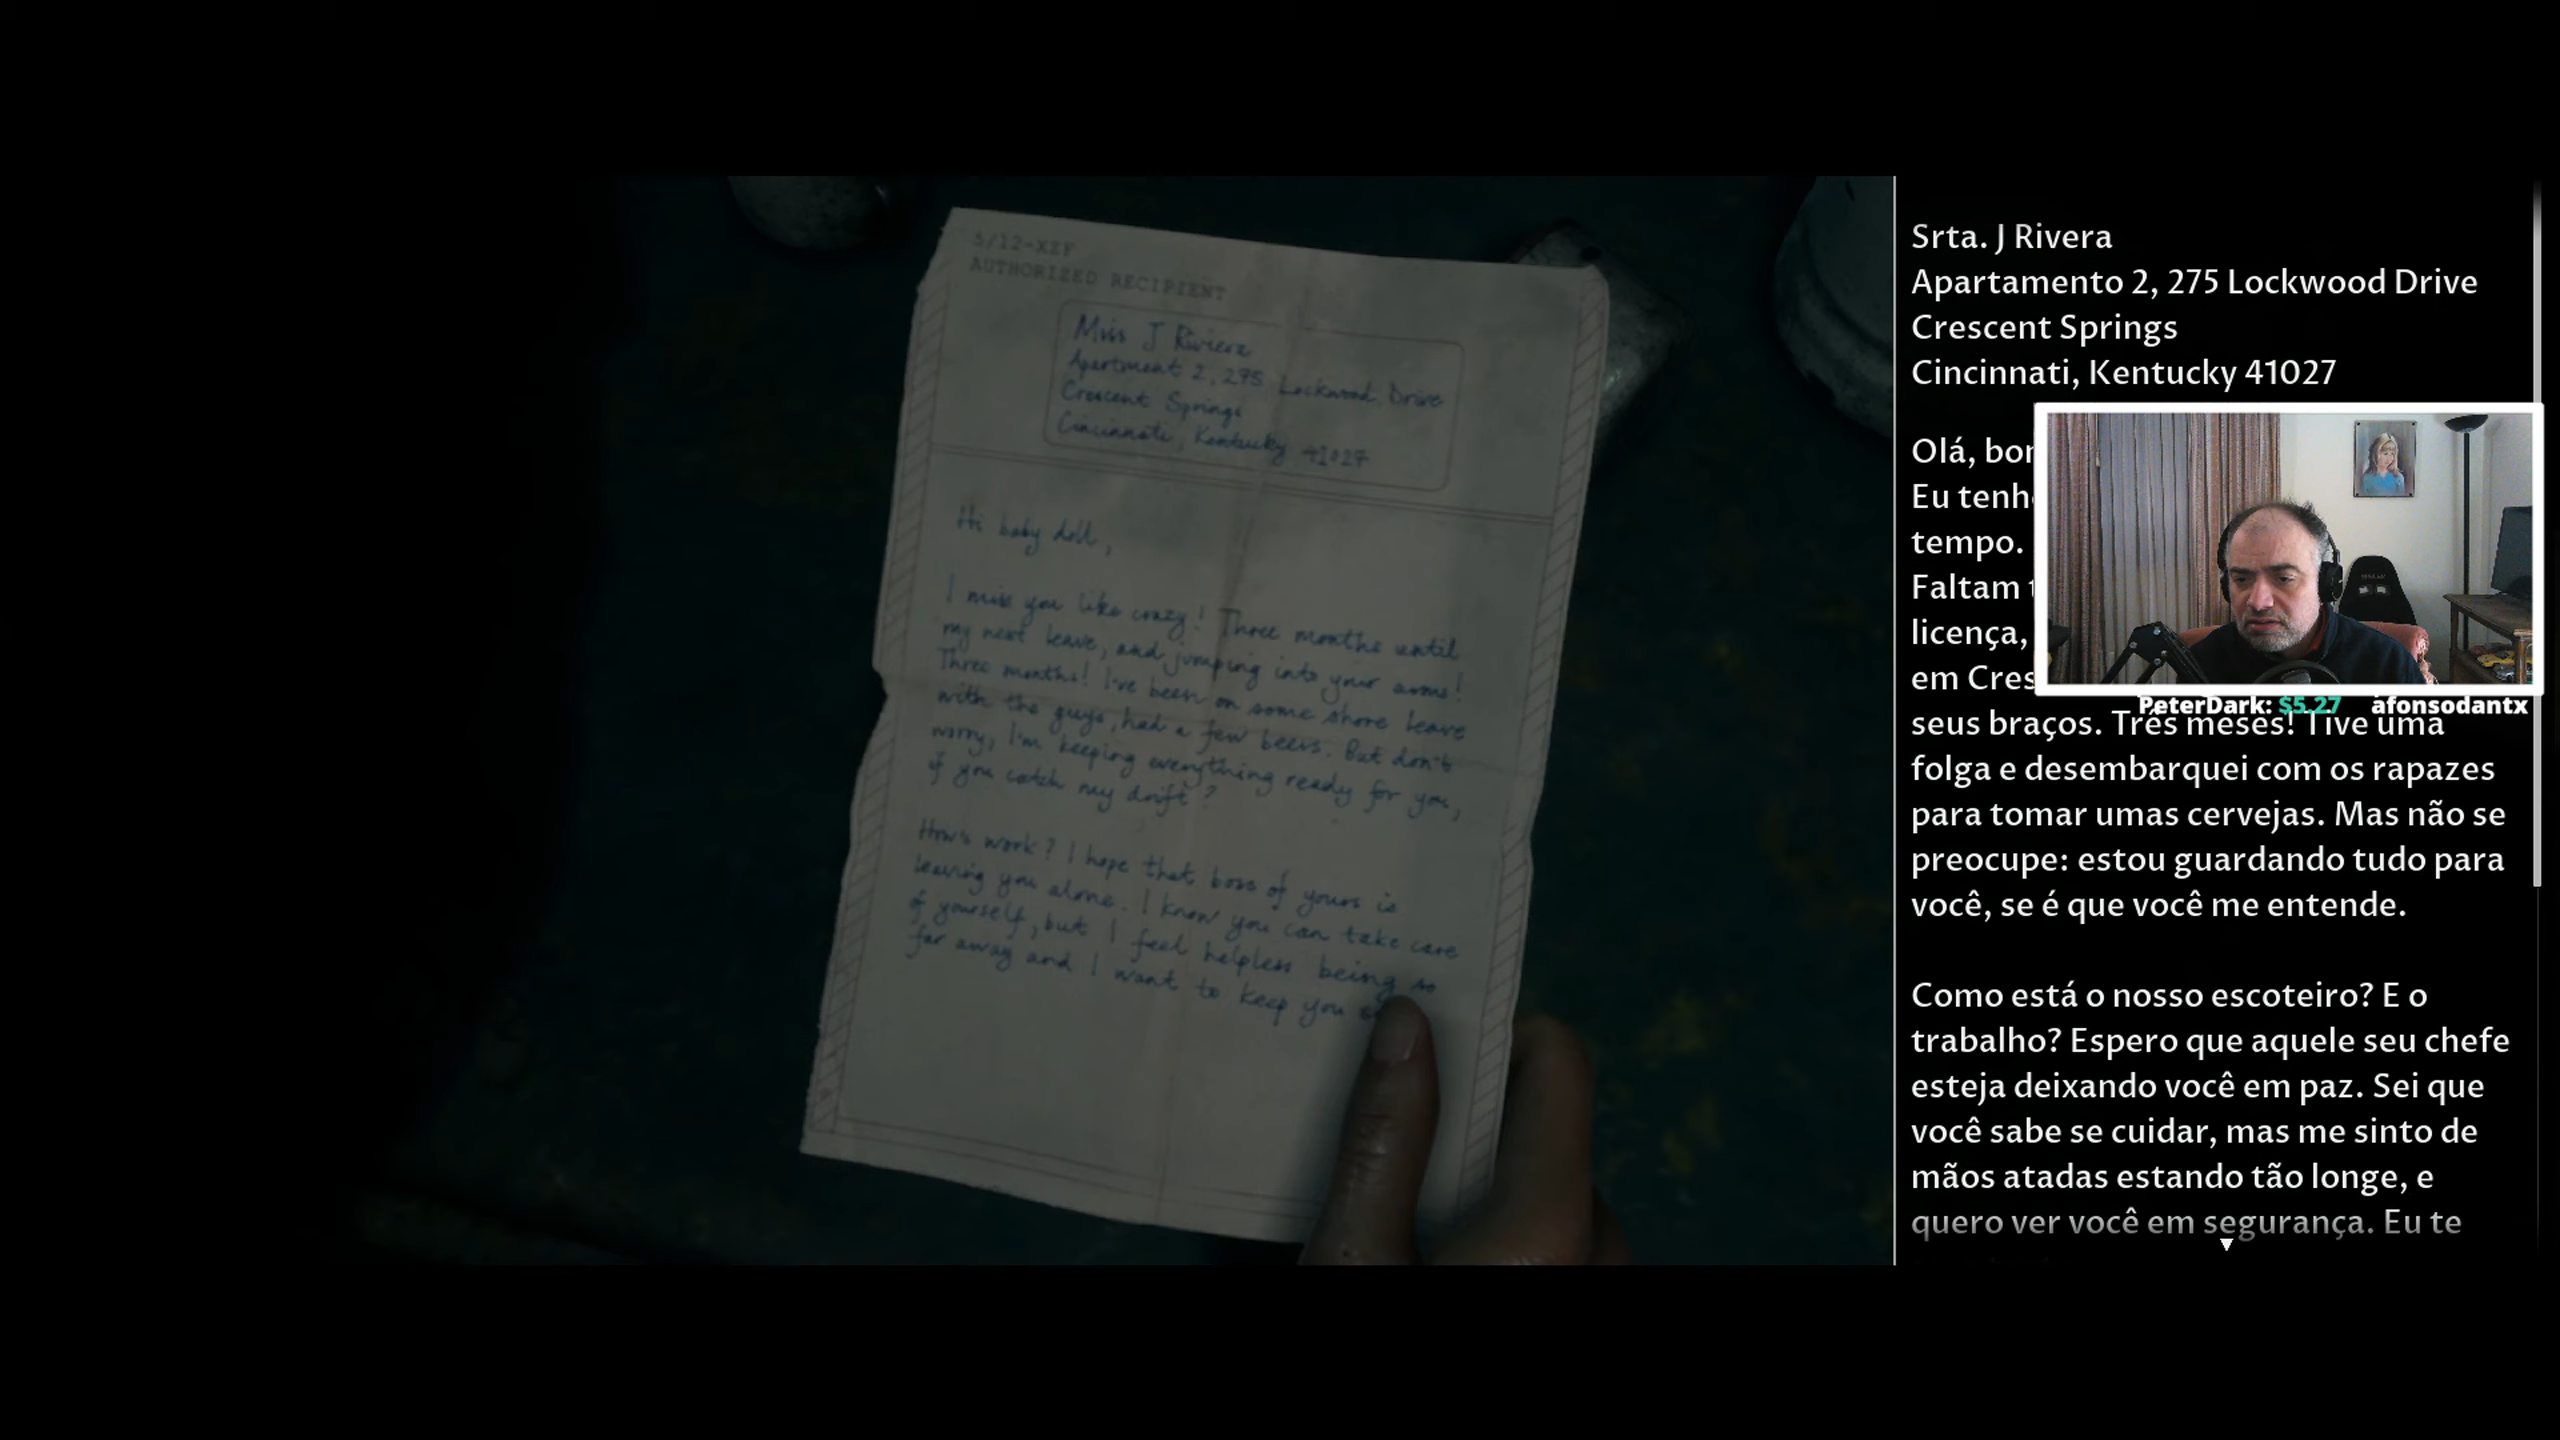 5/12-XZF
AUTHORIZED RECIPIENT
Miss J Riviera
Apartment 2, 275 Lockwood Drive
Crescent Springs
Cincinnati, Kentucky 41027
Hi baby doll,
I miss you like crazy! Three months until
my next leave, and jumping into your arms!
Three months! I've been on some shore leave
with the guys, had a few beers. But don't
worry, I'm keeping everything ready for you,
if you catch my drift?
How's work? I hope that boss of yours is
leaving you alone. I know you can take care
of yourself, but I feel helpless being so
far away and I want to keep you
Srta. J Rivera
Apartamento 2, 275 Lockwood Drive
Crescent Springs
Cincinnati, Kentucky 41027
Olá,
Eu
tempo.
Faltam
licença,
em
PeterDark: $5.27 afonsodantx
seus braços. Três meses! Tive uma
folga e desembarquei com os rapazes
para tomar umas cervejas. Mas não se
preocupe: estou guardando tudo para
você, se é que você me entende.
Como está o nosso escoteiro? E o
trabalho? Espero que aquele seu chefe
esteja deixando você em paz. Sei que
você sabe se cuidar, mas me sinto de
mãos atadas estando tão longe, e
quero ver você em segurança. Eu te